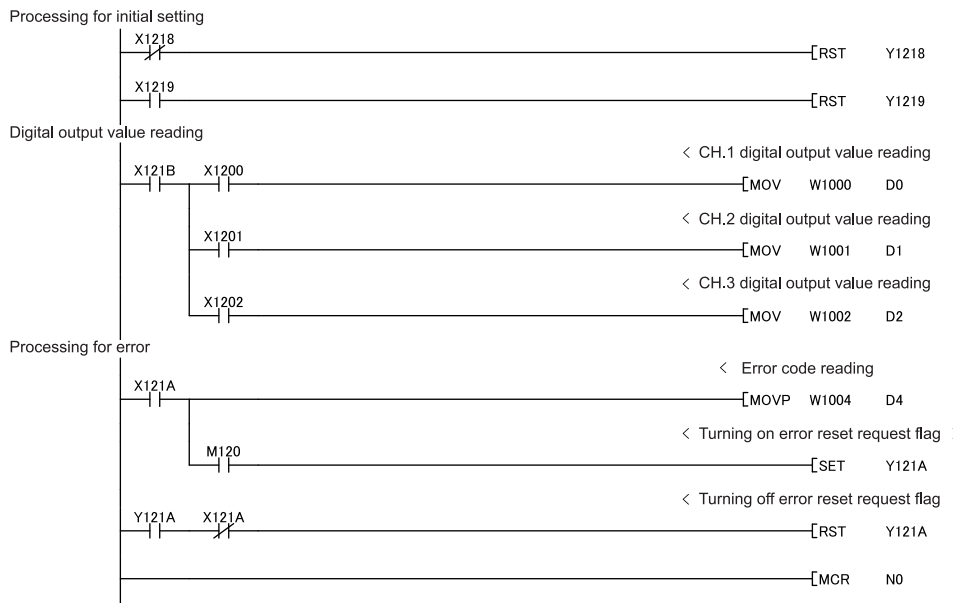 Processing for initial setting
X1218
RST Y1218
X1219
RST Y1219
Digital output value reading
< CH.1 digital output value reading
X121B X1200
MOV W1000 D0
< CH.2 digital output value reading
X1201
MOV W1001 D1
< CH.3 digital output value reading
X1202
MOV W1002 D2
Processing for error
< Error code reading
X121A
MOVP W1004 D4
< Turning on error reset request flag
M120
SET Y121A
< Turning off error reset request flag
Y121A X121A
RST Y121A
MCR N0